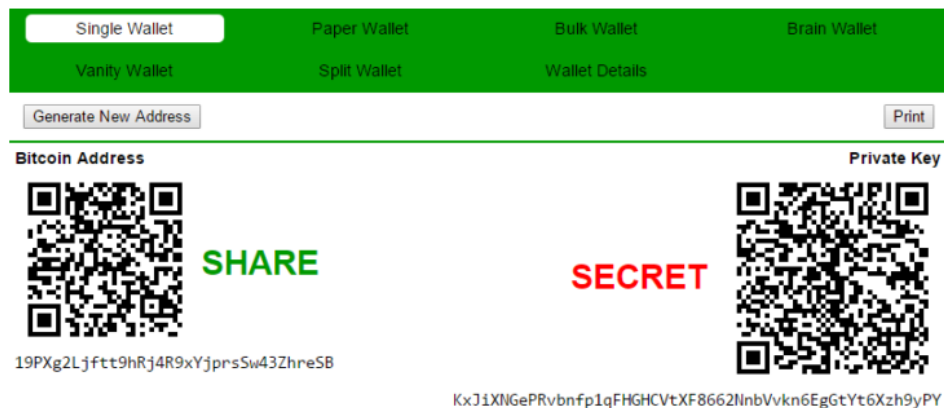 Single Wallet Paper Wallet Bulk Wallet Brain Wallet
Vanity Wallet Split Wallet Wallet Details
Generate New Address Print
Bitcoin Address Private Key
SHARE SECRET
19PXg2Ljftt9hRj4R9xYjprsSw43ZhreSB
KxJiXNGePRvbnfp1qFHGHCVtXF8662NnbVvkn6EgGtYt6Xzh9yPY